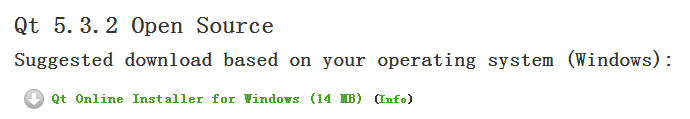 Qt 5.3.2 Open Source
Suggested download based on your operating system (Windows):
Qt Online Installer for Windows (14 MB) (Info)